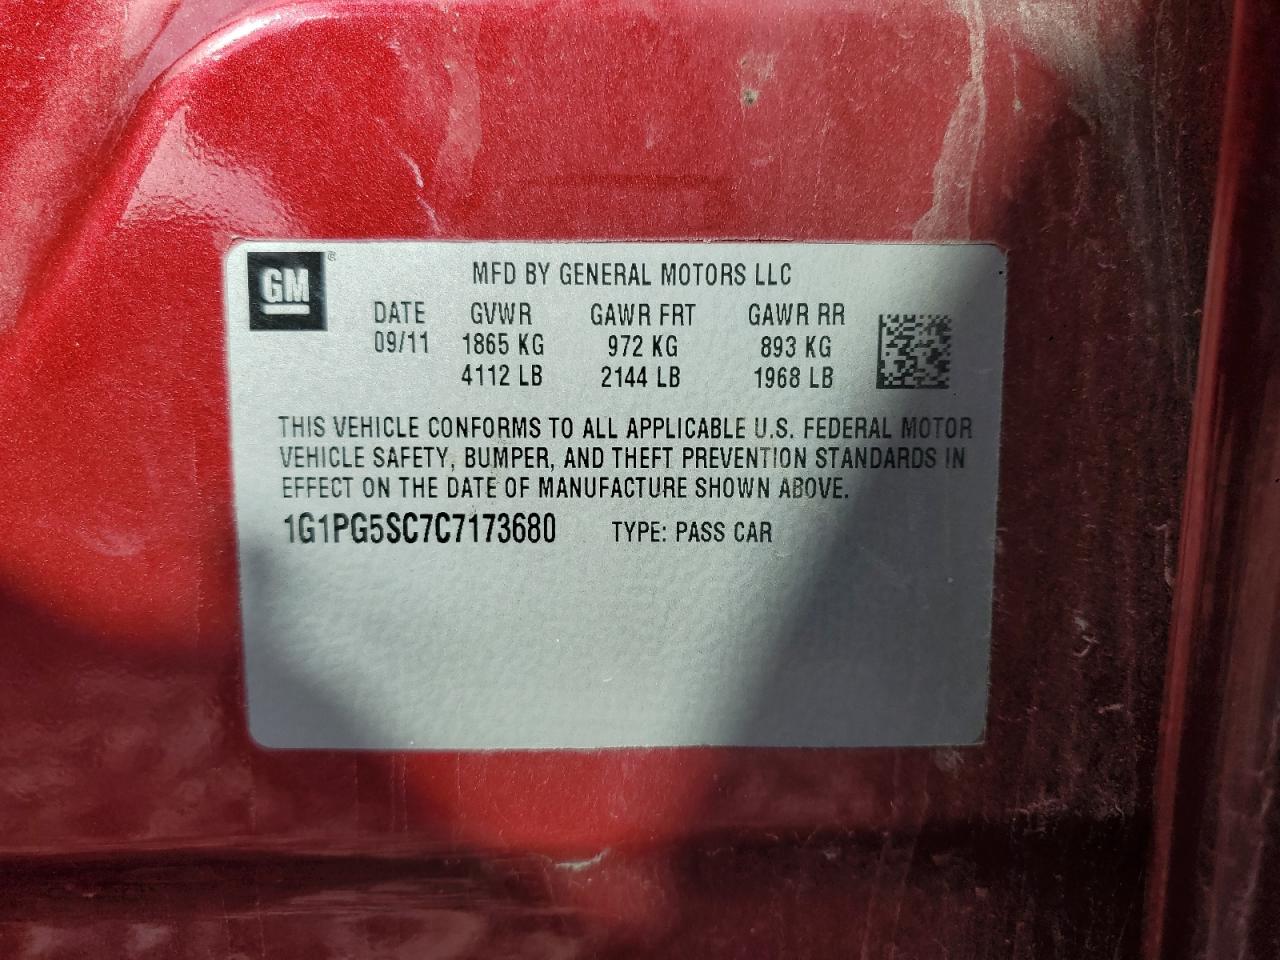 GM ®
MFD BY GENERAL MOTORS LLC
DATE GVWR GAWR FRT GAWR RR
09/11 1865 KG 972 KG 893 KG
4112 LB 2144 LB 1968 LB
THIS VEHICLE CONFORMS TO ALL APPLICABLE U.S. FEDERAL MOTOR
VEHICLE SAFETY, BUMPER, AND THEFT PREVENTION STANDARDS IN
EFFECT ON THE DATE OF MANUFACTURE SHOWN ABOVE.
1G1PG5SC7C7173680 TYPE: PASS CAR